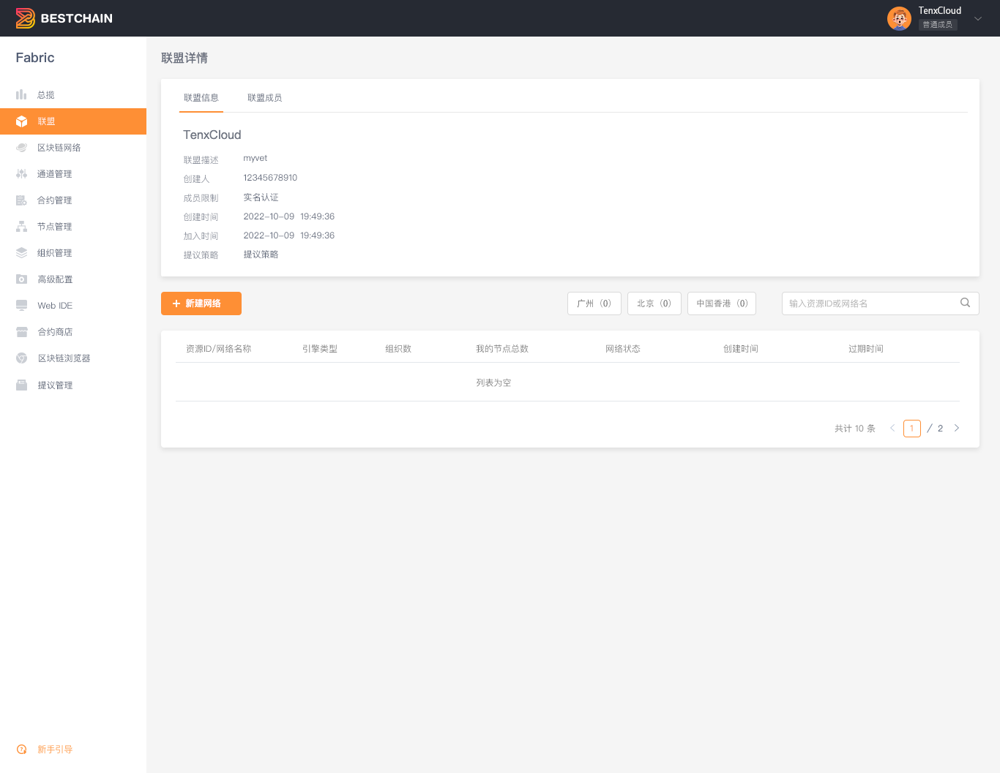 BESTCHAIN
TenxCloud
普通成员
Fabric
总揽
联盟
区块链网络
通道管理
合约管理
节点管理
组织管理
高级配置
Web IDE
合约商店
区块链浏览器
提议管理
新手引导
联盟详情
联盟信息 联盟成员
TenxCloud
联盟描述 myvet
创建人 12345678910
成员限制 实名认证
创建时间 2022-10-09 19:49:36
加入时间 2022-10-09 19:49:36
提议策略 提议策略
+ 新建网络 广州（0） 北京（0） 中国香港（0） 输入资源ID或网络名
资源ID/网络名称 引擎类型 组织数 我的节点总数 网络状态 创建时间 过期时间
列表为空
共计 10 条 < 1 / 2 >